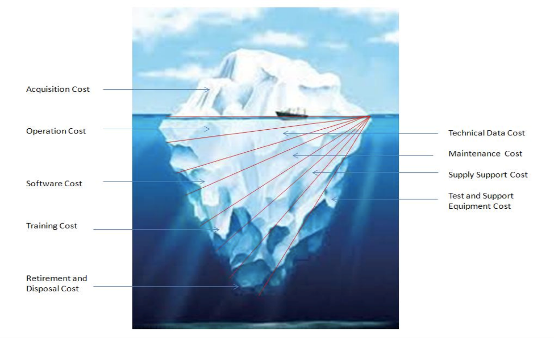 Acquisition Cost
Operation Cost
Technical Data Cost
Maintenance Cost
Supply Support Cost
Software Cost
Test and Support
Equipment Cost
Training Cost
Retirement and
Disposal Cost